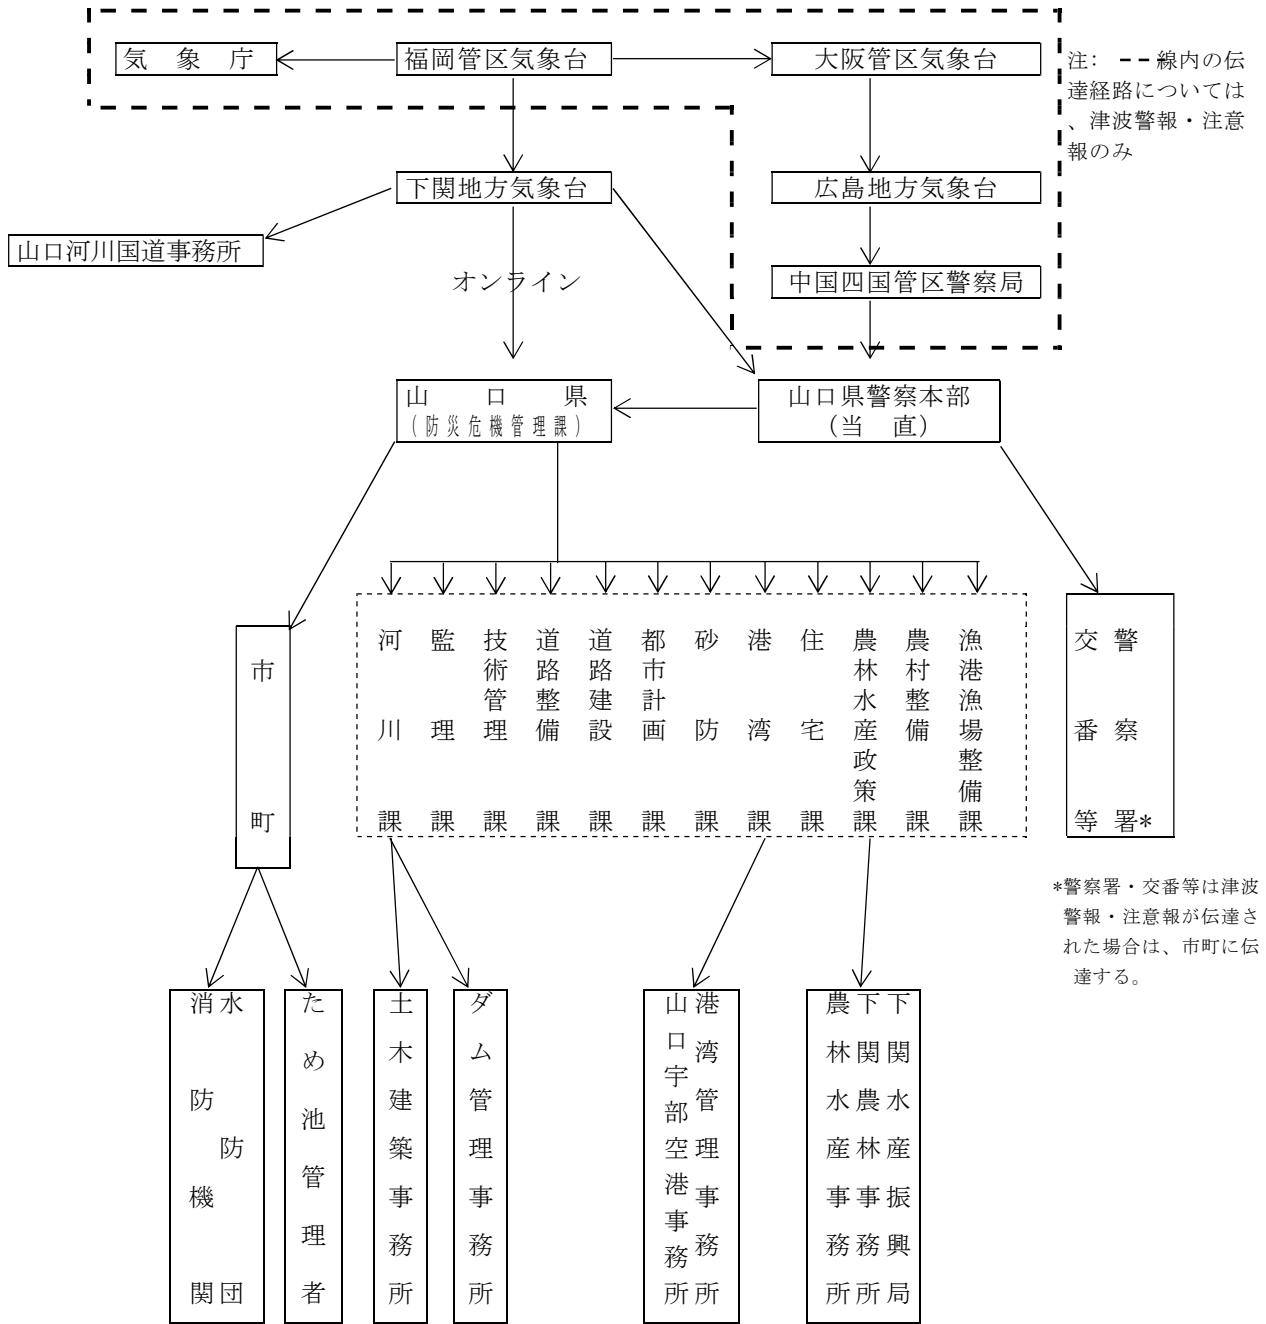 気　象　庁
福岡管区気象台
大阪管区気象台
注:　---線内の伝
達経路については
、津波警報・注意
報のみ
下関地方気象台
広島地方気象台
山口河川国道事務所
オンライン
中国四国管区警察局
山　　口　　県
(防災危機管理課)
山口県警察本部
(当　直)
市　　町
河　川　課
監　理　課
技術管理課
道路整備課
道路建設課
都市計画課
砂　防　課
港　湾　課
住　宅　課
農林水産政策課
農村整備課
漁港漁場整備課
警　察　署*
交　番　等
*警察署・交番等は津波
警報・注意報が伝達さ
れた場合は、市町に伝
達する。
水　防　団
消　防　機　関
ため池管理者
土木建築事務所
ダム管理事務所
港湾管理事務所
山口宇部空港事務所
下関水産振興局
下関農林事務所
農林水産事務所